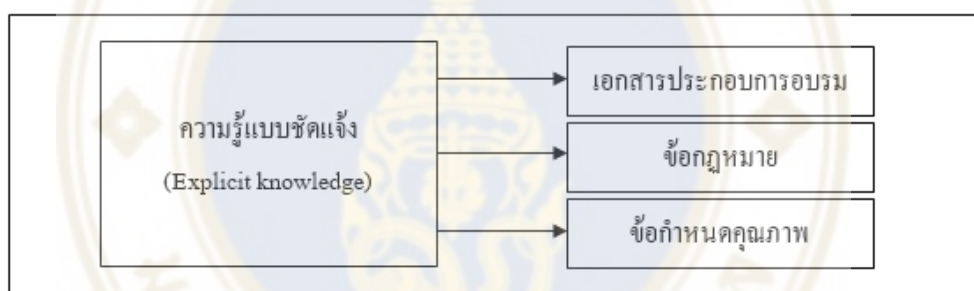 ความรู้แบบชัดแจ้ง
(Explicit knowledge)
เอกสารประกอบการอบรม
ข้อกฎหมาย
ข้อกำหนดคุณภาพ